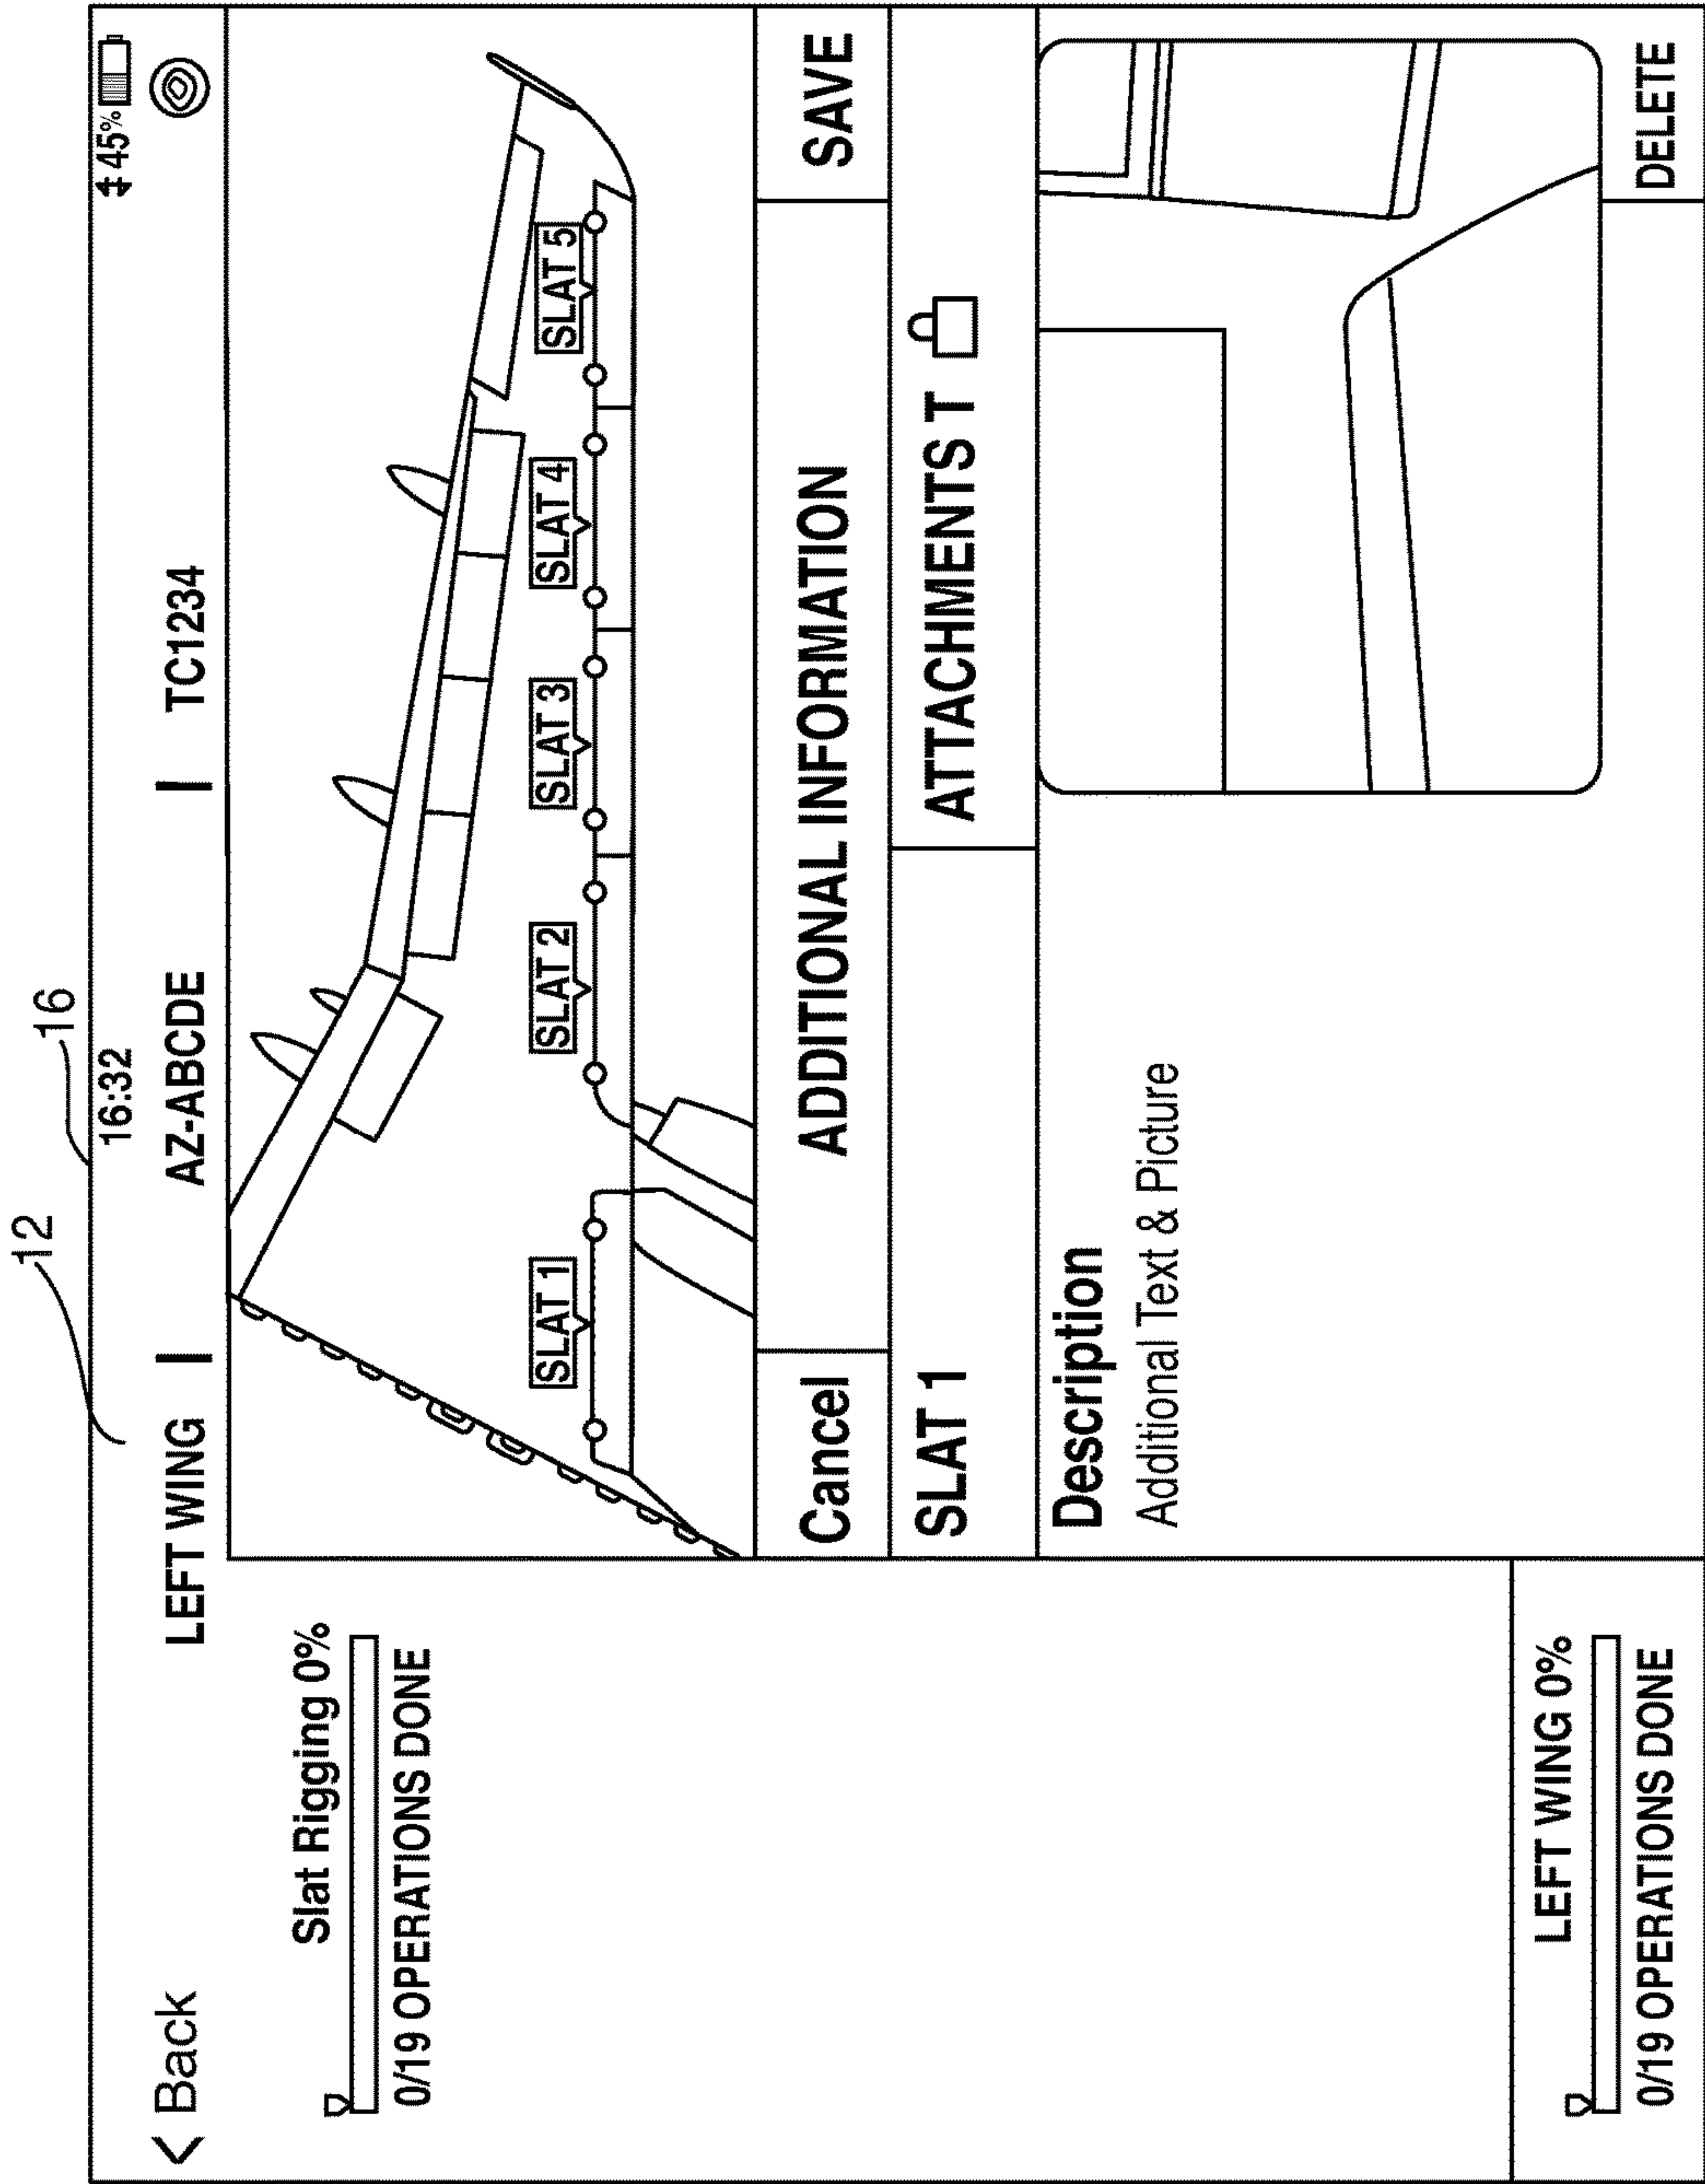 12
16
16:32
45%
< Back
LEFT WING | AZ-ABCDE | TC1234
Slat Rigging 0%
0/19 OPERATIONS DONE
SLAT 1
SLAT 2
SLAT 3
SLAT 4
SLAT 5
Cancel
ADDITIONAL INFORMATION
SAVE
SLAT 1
ATTACHMENTS T
Description
Additional Text & Picture
LEFT WING 0%
0/19 OPERATIONS DONE
DELETE